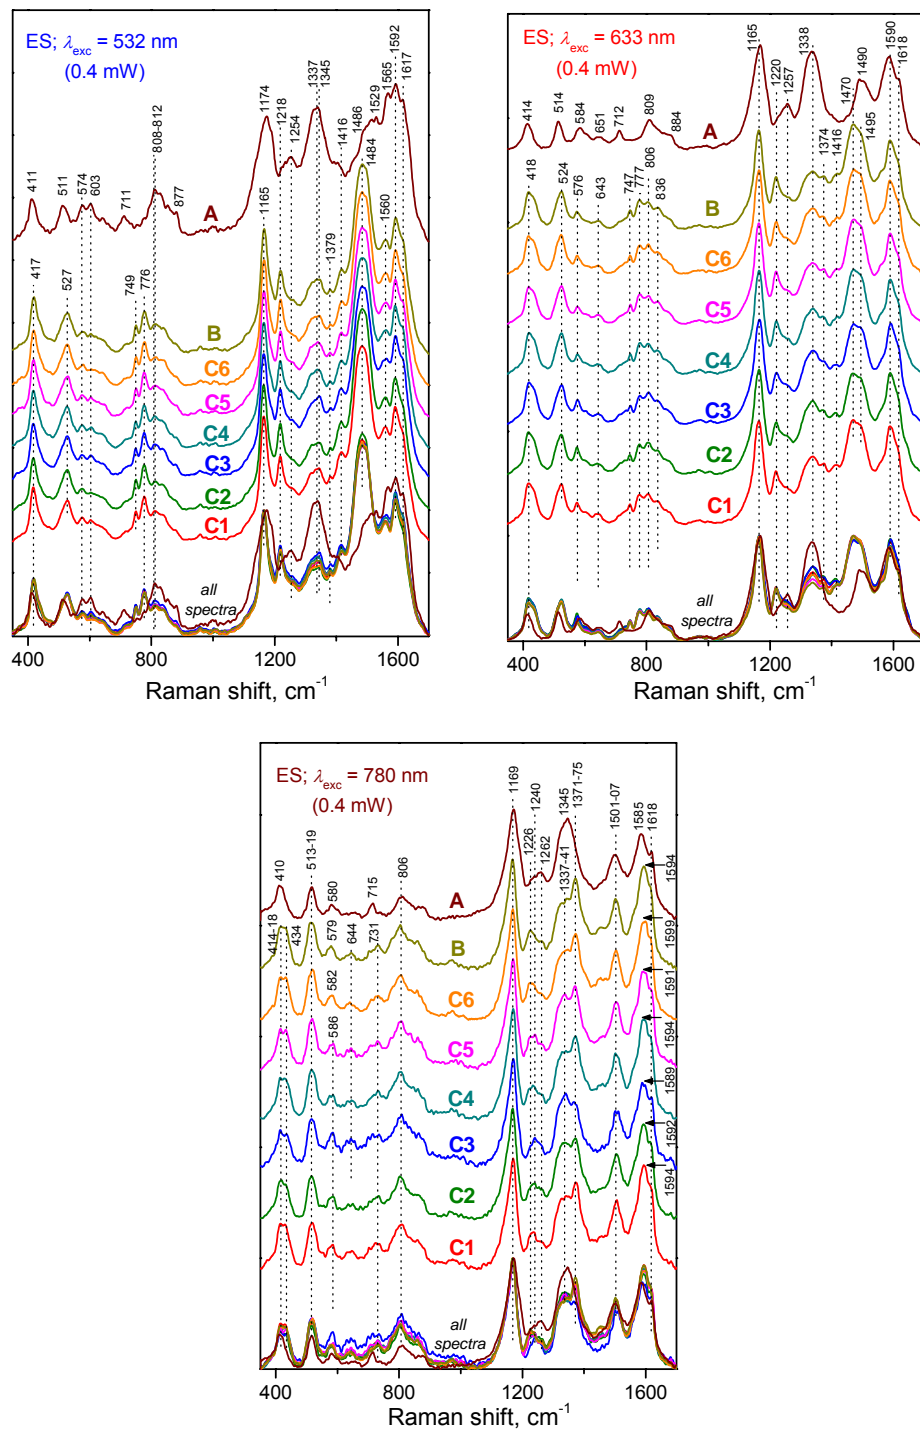 ES; λexc = 532 nm
(0.4 mW)
411
511
574
603
711
808-812
877
1174
1218
1254
1337
1345
1416
1486
1529
1565
1592
1617
A
417
527
749
776
1165
1379
1484
1560
B
C6
C5
C4
C3
C2
C1
all
spectra
400 800 1200 1600
Raman shift, cm-1
ES; λexc = 633 nm
(0.4 mW)
414
514
584
651
712
809
884
1165
1220
1257
1338
1470
1490
1590
1618
A
418
524
576
643
747
777
806
836
1374
1416
1495
B
C6
C5
C4
C3
C2
C1
all
spectra
400 800 1200 1600
Raman shift, cm-1
ES; λexc = 780 nm
(0.4 mW)
410
513-19
580
715
806
1169
1226
1240
1262
1345
1337-41
1371-75
1501-07
1585
1618
A
414-18
434
579
644
731
1594
B
582
1599
C6
586
1591
C5
1594
C4
1589
C3
1592
C2
1594
C1
all
spectra
400 800 1200 1600
Raman shift, cm-1